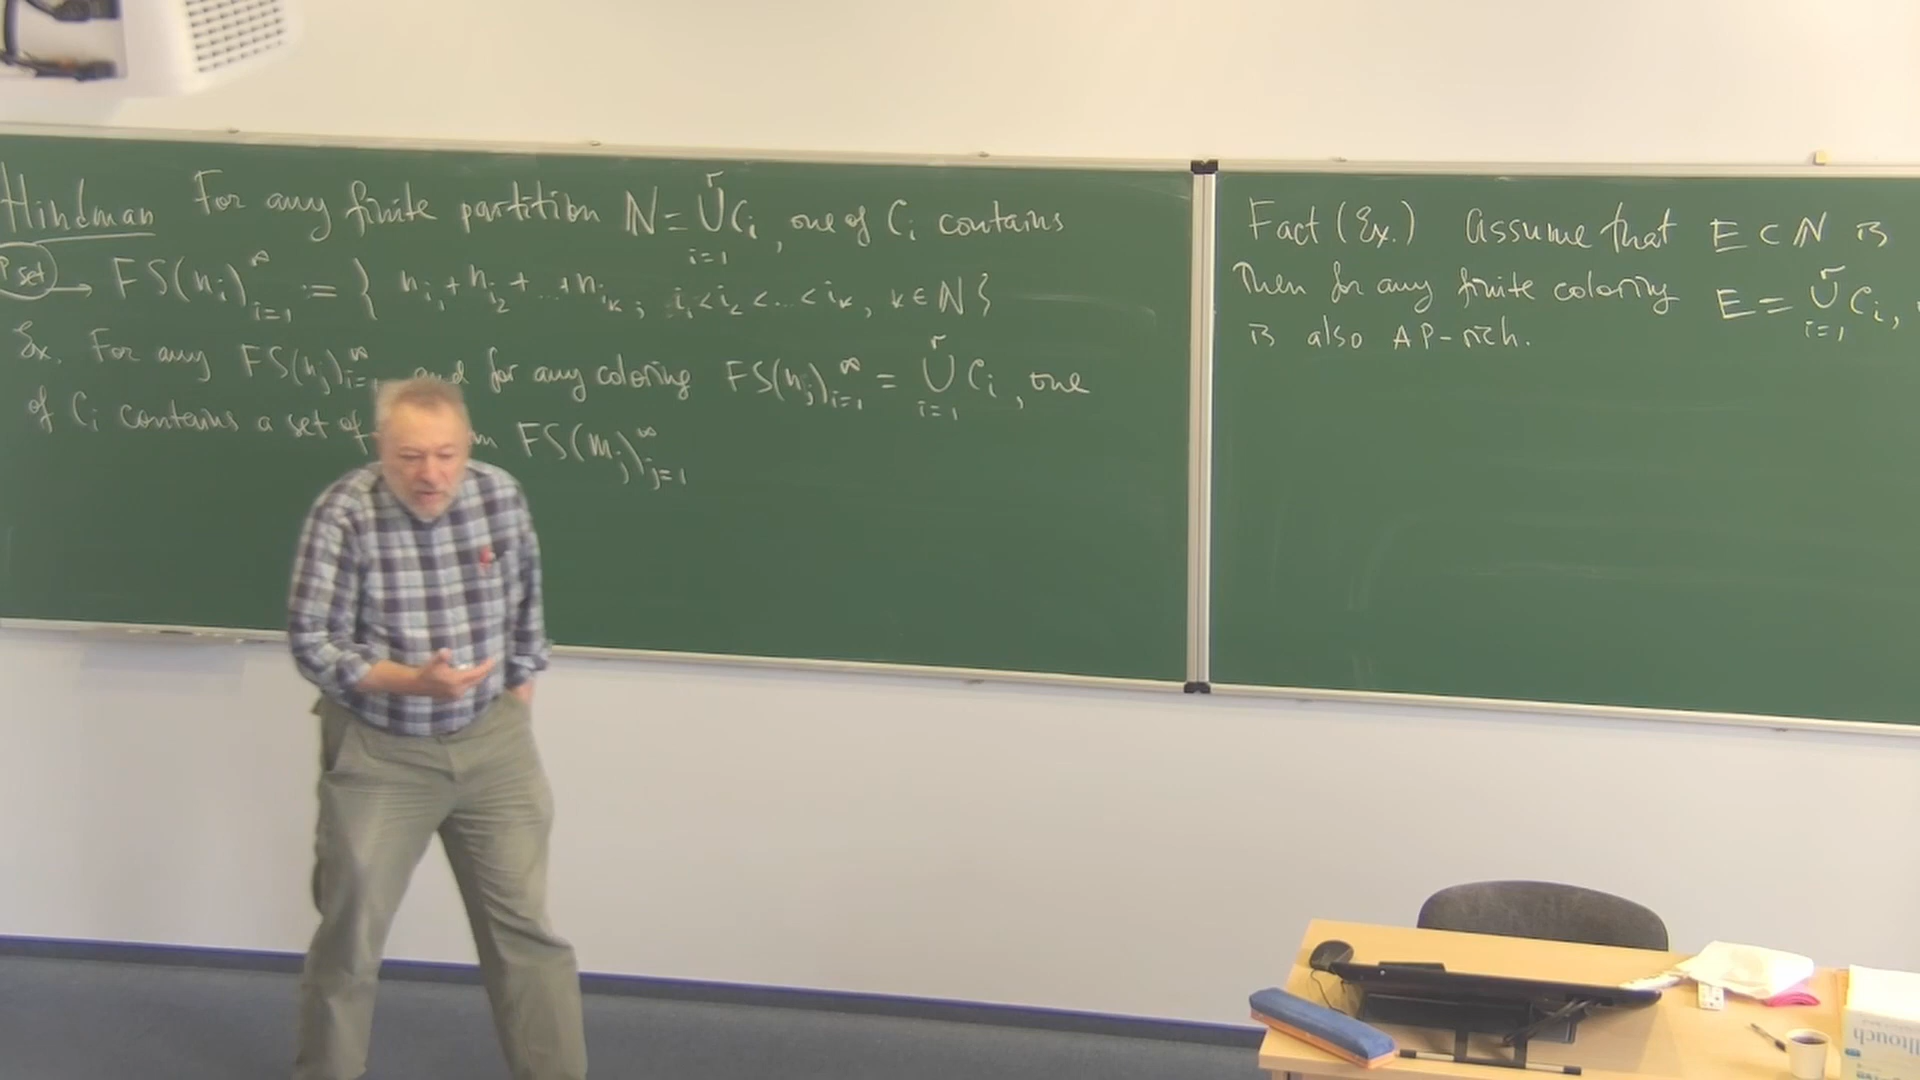 Hindman For any finite partition N = ⋃_{i=1}^{r} C_i, one of C_i contains
P set → FS(n_i)_{i=1}^∞ := { n_{i_1} + n_{i_2} + ... + n_{i_k} ; i_1 < i_2 < ... < i_k, k ∈ N }
Ex. For any FS(n_j)_{i=1}^∞ and for any coloring FS(n_j)_{i=1}^∞ = ⋃_{i=1}^{r} C_i, one
of C_i contains a set of FS(m_j)_{j=1}^∞
Fact (Ex.) Assume that E ⊂ N is
Then for any finite coloring E = ⋃_{i=1}^{r} C_i,
is also AP-rich.
lltouch